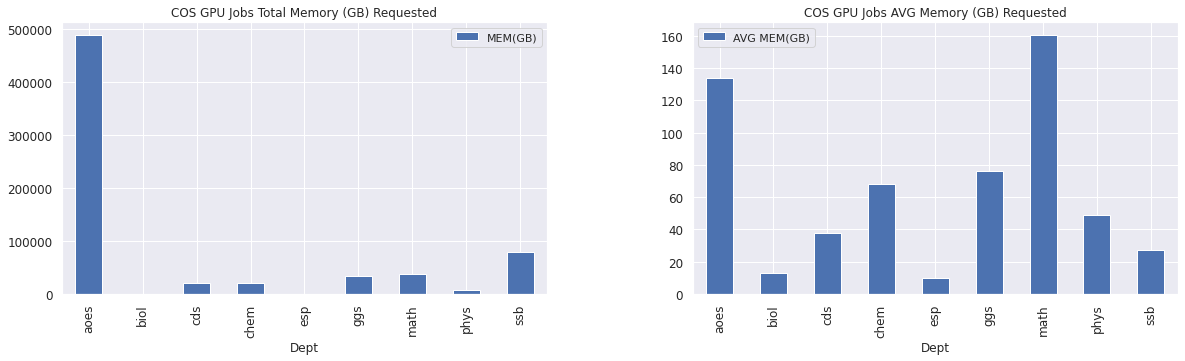 COS GPU Jobs Total Memory (GB) Requested
MEM(GB)
500000
400000
300000
200000
100000
0
aoes
biol
cds
chem
esp
ggs
math
phys
ssb
Dept
COS GPU Jobs AVG Memory (GB) Requested
AVG MEM(GB)
160
140
120
100
80
60
40
20
0
aoes
biol
cds
chem
esp
ggs
math
phys
ssb
Dept